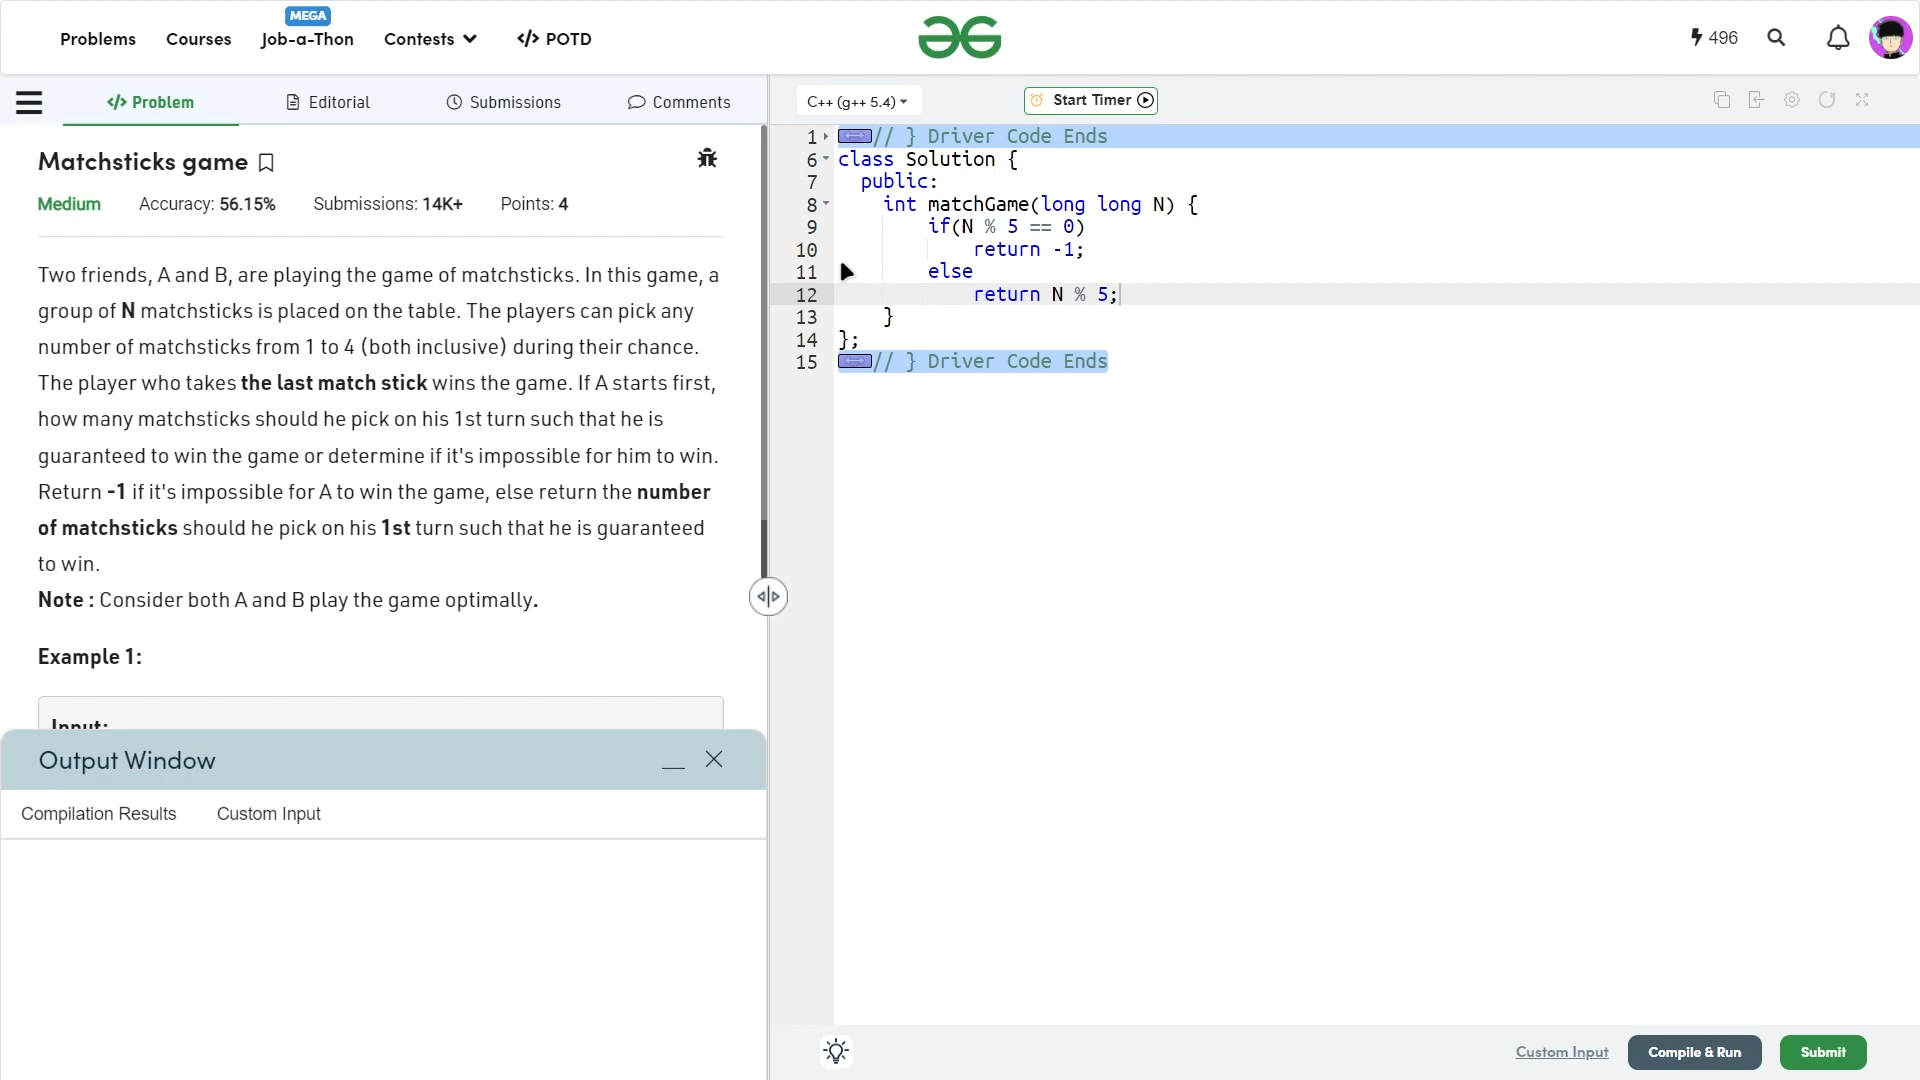 MEGA
Problems Courses Job-a-Thon Contests </> POTD
496
</> Problem Editorial Submissions Comments
Matchsticks game
Medium Accuracy: 56.15% Submissions: 14K+ Points: 4
Two friends, A and B, are playing the game of matchsticks. In this game, a
group of N matchsticks is placed on the table. The players can pick any
number of matchsticks from 1 to 4 (both inclusive) during their chance.
The player who takes the last match stick wins the game. If A starts first,
how many matchsticks should he pick on his 1st turn such that he is
guaranteed to win the game or determine if it's impossible for him to win.
Return -1 if it's impossible for A to win the game, else return the number
of matchsticks should he pick on his 1st turn such that he is guaranteed
to win.
Note : Consider both A and B play the game optimally.
Example 1:
Input:
Output Window
Compilation Results Custom Input
C++ (g++ 5.4) Start Timer
1 // } Driver Code Ends
6 class Solution {
7 public:
8 int matchGame(long long N) {
9 if(N % 5 == 0)
10 return -1;
11 else
12 return N % 5;
13 }
14 };
15 // } Driver Code Ends
Custom Input Compile & Run Submit